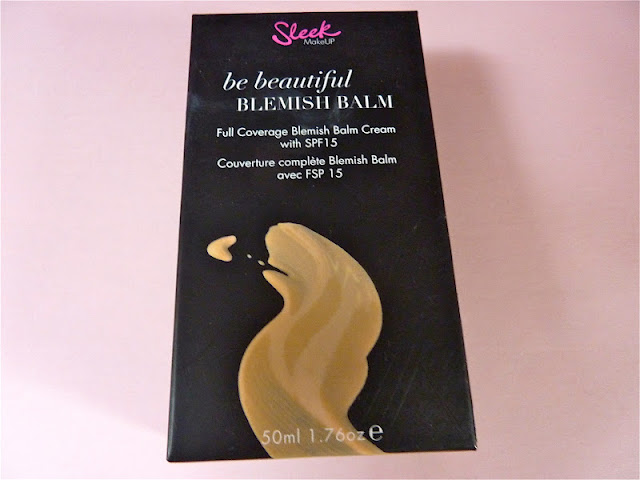 Sleek
MakeUP
be beautiful
BLEMISH BALM
Full Coverage Blemish Balm Cream
with SPF15
Couverture complète Blemish Balm
avec FSP 15
50ml 1.76oz e